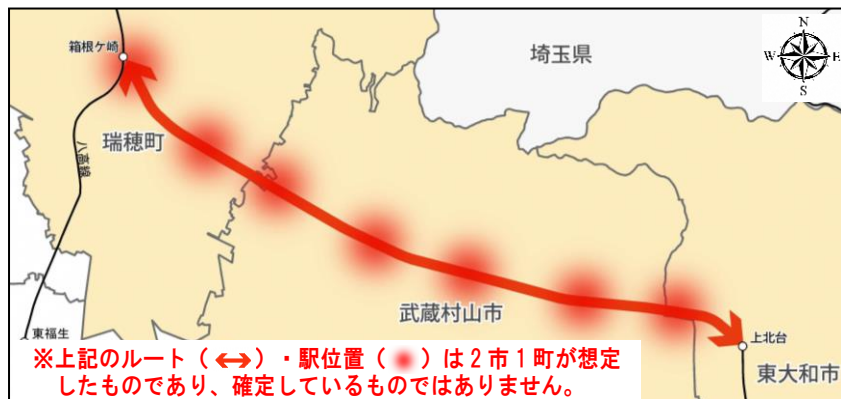 箱根ケ崎
埼玉県
N
W
E
S
瑞穂町
八高線
武蔵村山市
東福生
上北台
東大和市
※上記のルート（⟷）・駅位置（●）は2市1町が想定
したものであり、確定しているものではありません。